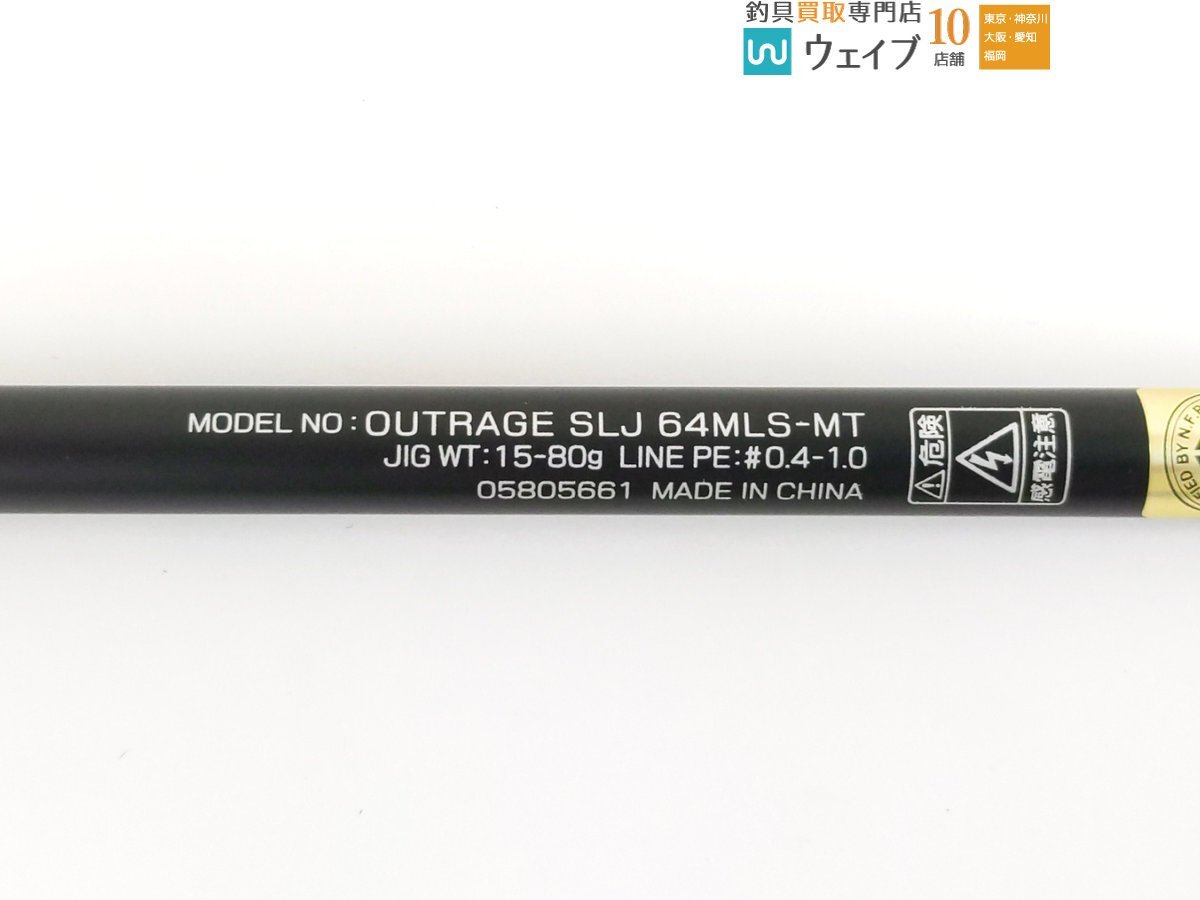 釣具買取専門店
ウェイブ
10
店舗
東京・神奈川
大阪・愛知
福岡
MODEL NO : OUTRAGE SLJ 64MLS-MT
JIG WT : 15-80g LINE PE : #0.4-1.0
05805661 MADE IN CHINA
危険
感電注意
BY N.F.